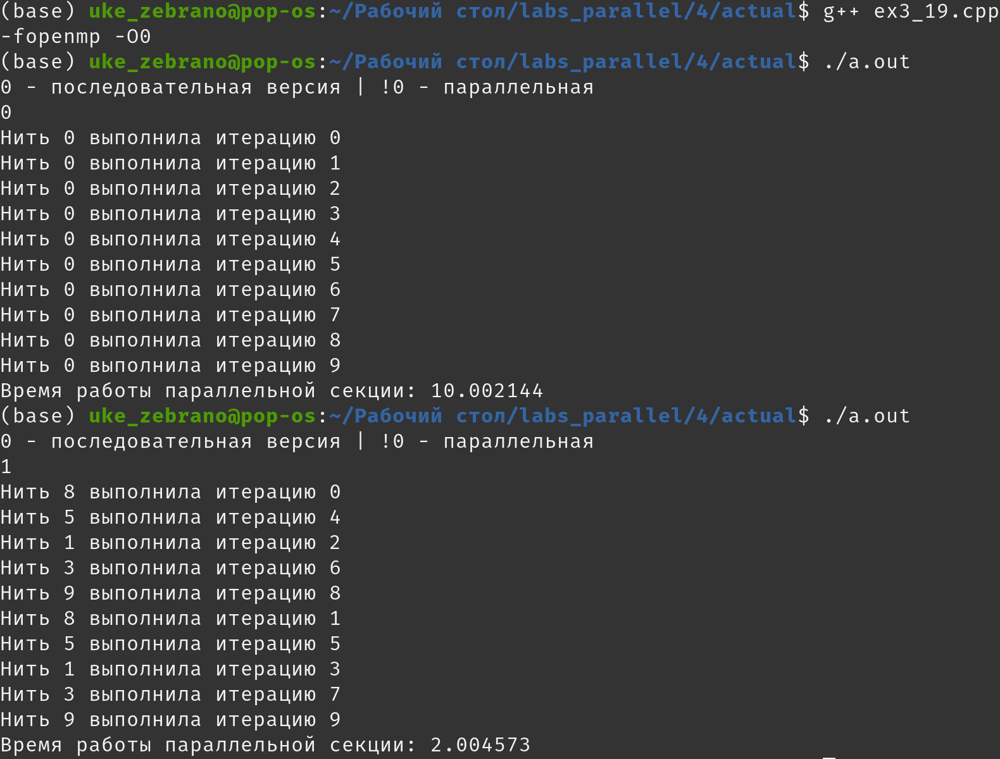 (base) uke_zebrano@pop-os:~/Рабочий стол/labs_parallel/4/actual$ g++ ex3_19.cpp
-fopenmp -O0
(base) uke_zebrano@pop-os:~/Рабочий стол/labs_parallel/4/actual$ ./a.out
0 - последовательная версия | !0 - параллельная
0
Нить 0 выполнила итерацию 0
Нить 0 выполнила итерацию 1
Нить 0 выполнила итерацию 2
Нить 0 выполнила итерацию 3
Нить 0 выполнила итерацию 4
Нить 0 выполнила итерацию 5
Нить 0 выполнила итерацию 6
Нить 0 выполнила итерацию 7
Нить 0 выполнила итерацию 8
Нить 0 выполнила итерацию 9
Время работы параллельной секции: 10.002144
(base) uke_zebrano@pop-os:~/Рабочий стол/labs_parallel/4/actual$ ./a.out
0 - последовательная версия | !0 - параллельная
1
Нить 8 выполнила итерацию 0
Нить 5 выполнила итерацию 4
Нить 1 выполнила итерацию 2
Нить 3 выполнила итерацию 6
Нить 9 выполнила итерацию 8
Нить 8 выполнила итерацию 1
Нить 5 выполнила итерацию 5
Нить 1 выполнила итерацию 3
Нить 3 выполнила итерацию 7
Нить 9 выполнила итерацию 9
Время работы параллельной секции: 2.004573